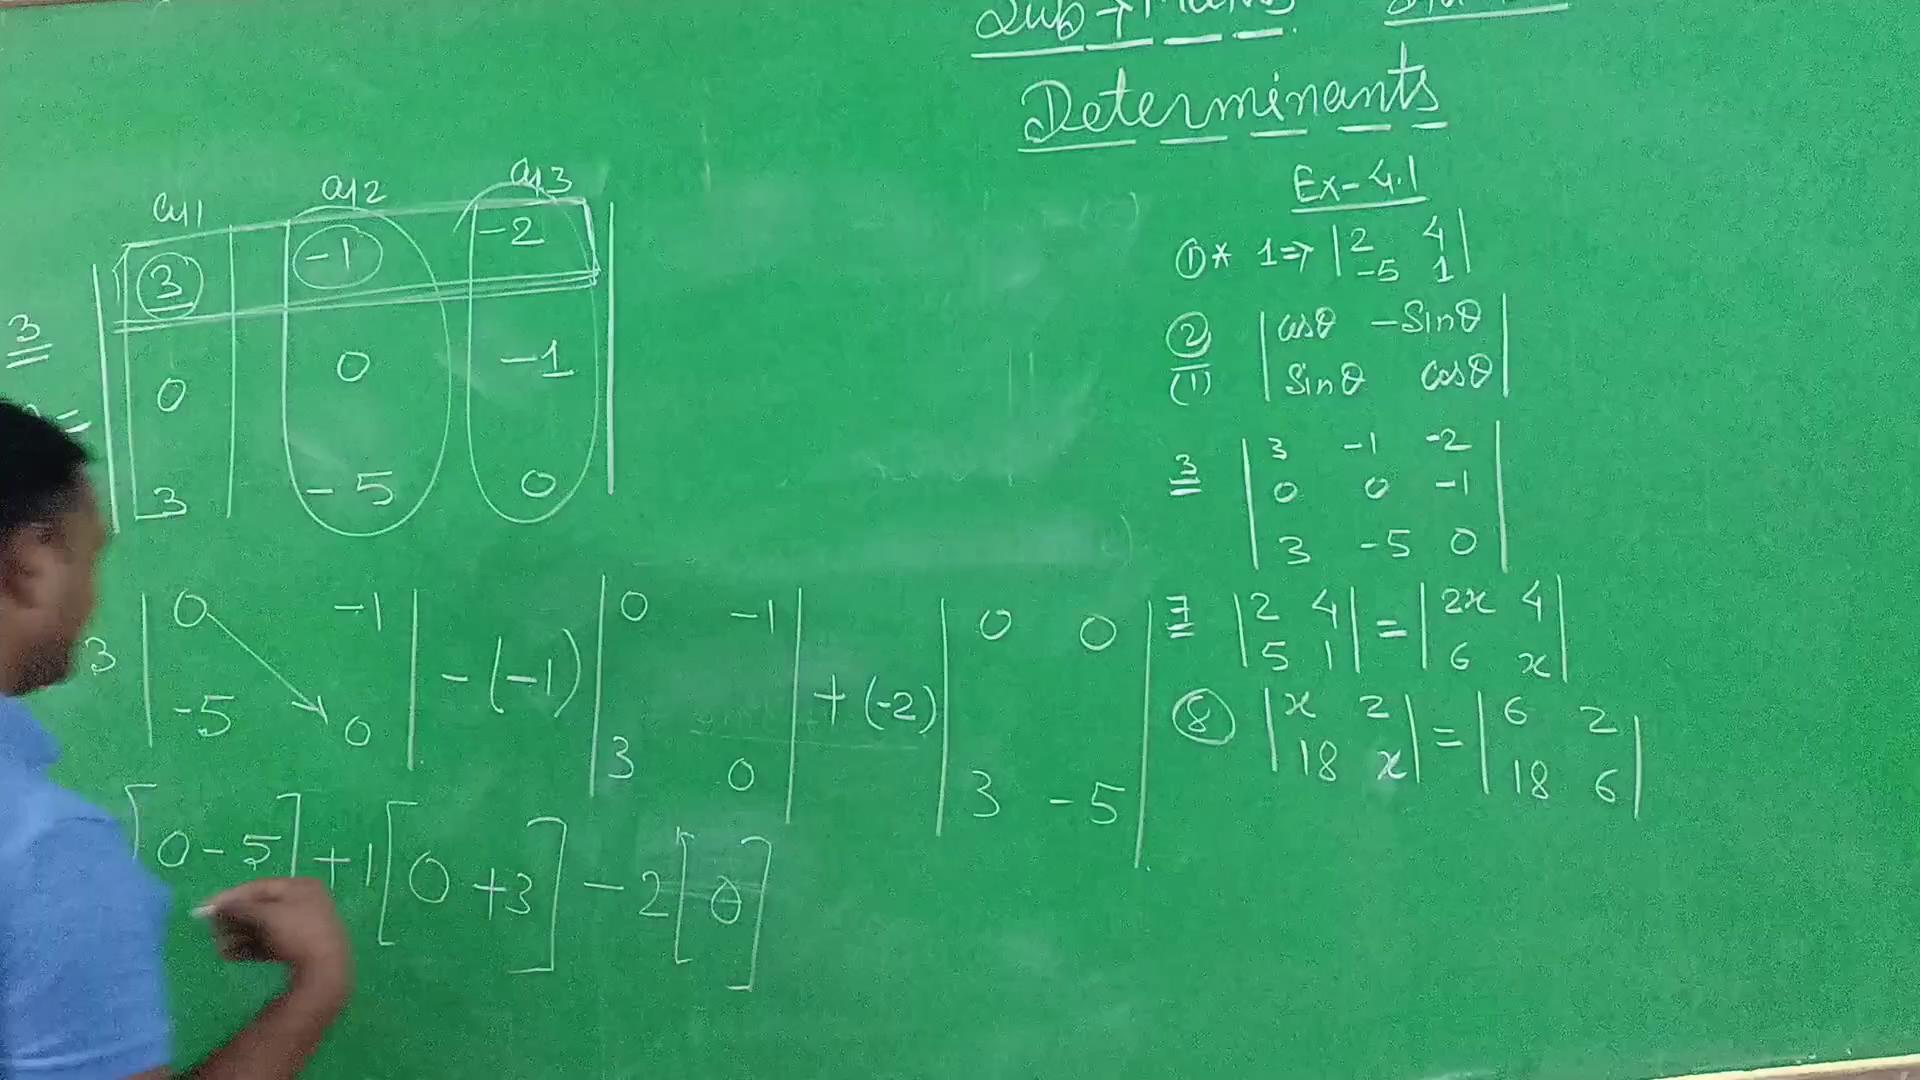 Sub → Maths
Determinants
Ex-4.1
① * 1⇒ |2 4|
|-5 1|
② |cosθ -Sinθ|
(1) |Sinθ cosθ|
3 |3 -1 -2|
|0 0 -1|
|3 -5 0|
7 |2 4| = |2x 4|
|5 1| |6 x|
⑧ |x 2| = |6 2|
|18 x| |18 6|
a11 a12 a13
3 -1 -2
3
0 0 -1
=
3 -5 0
3 |0 -1| - (-1) |0 -1| + (-2) |0 0|
|-5 0| |3 0| |3 -5|
[0 - 5] + 1 [0 + 3] - 2 [0]